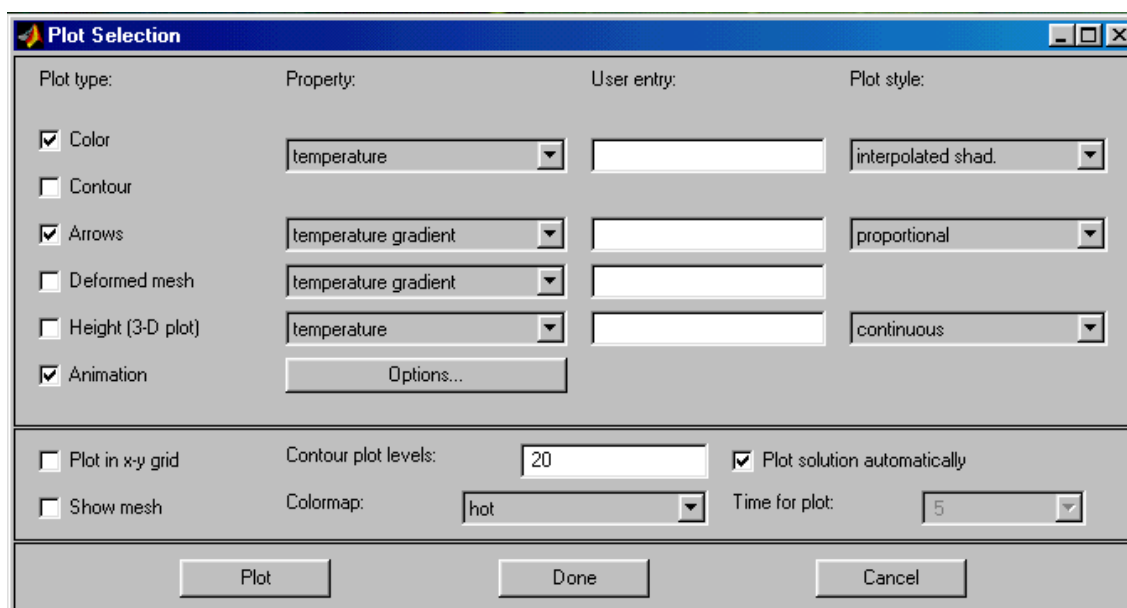 Plot Selection
Plot type: Property: User entry: Plot style:
Color temperature interpolated shad.
Contour
Arrows temperature gradient proportional
Deformed mesh temperature gradient
Height (3-D plot) temperature continuous
Animation Options...
Plot in x-y grid Contour plot levels: 20 Plot solution automatically
Show mesh Colormap: hot Time for plot: 5
Plot Done Cancel